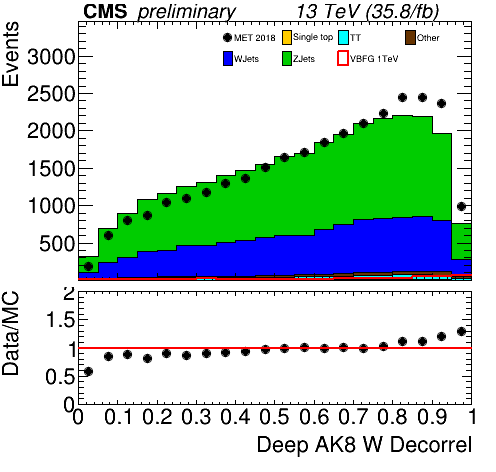 CMS preliminary 13 TeV (35.8/fb)
Events
MET 2018 Single top TT Other
WJets ZJets VBFG 1TeV
3000
2500
2000
1500
1000
500
Data/MC
2
1.5
1
0.5
0
0 0.1 0.2 0.3 0.4 0.5 0.6 0.7 0.8 0.9 1
Deep AK8 W Decorrel